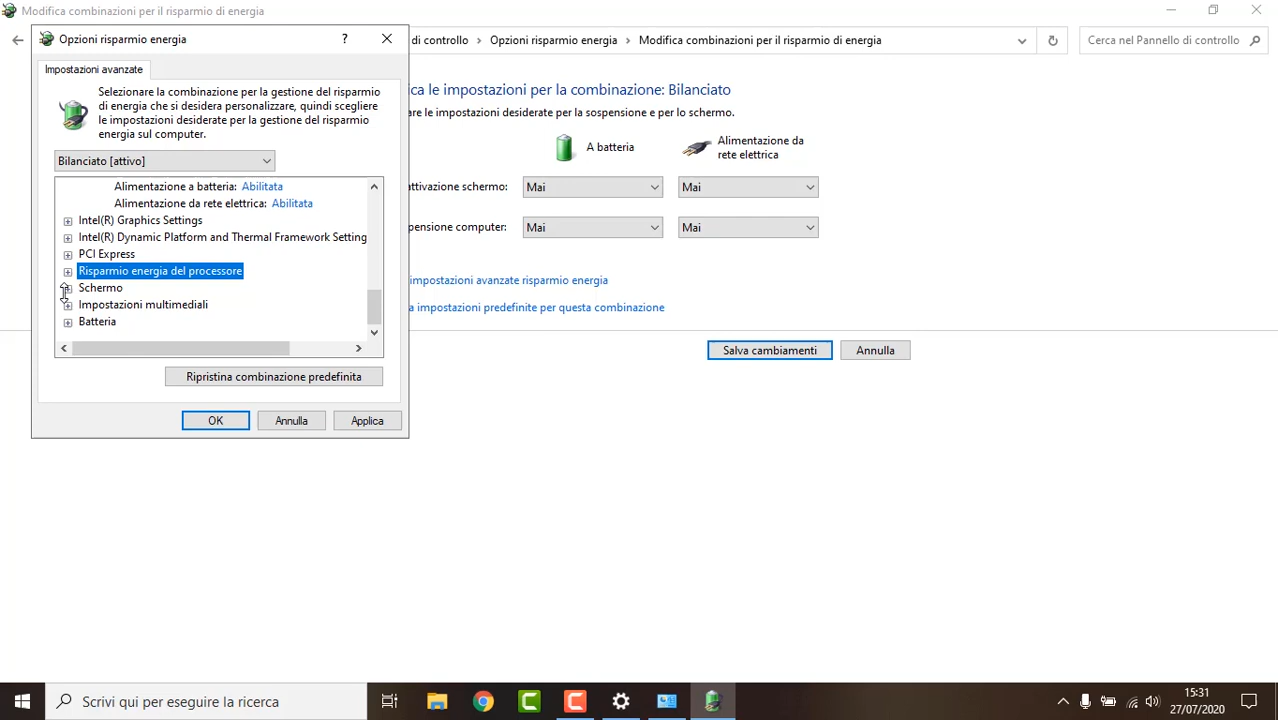 Modifica combinazioni per il risparmio di energia
di controllo > Opzioni risparmio energia > Modifica combinazioni per il risparmio di energia
Cerca nel Pannello di controllo
Opzioni risparmio energia
?
Impostazioni avanzate
Selezionare la combinazione per la gestione del risparmio
di energia che si desidera personalizzare, quindi scegliere
le impostazioni desiderate per la gestione del risparmio
energia sul computer.
Bilanciato [attivo]
Alimentazione a batteria: Abilitata
Alimentazione da rete elettrica: Abilitata
Intel(R) Graphics Settings
Intel(R) Dynamic Platform and Thermal Framework Setting
PCI Express
Risparmio energia del processore
Schermo
Impostazioni multimediali
Batteria
Ripristina combinazione predefinita
OK
Annulla
Applica
ca le impostazioni per la combinazione: Bilanciato
are le impostazioni desiderate per la sospensione e per lo schermo.
A batteria
Alimentazione da
rete elettrica
attivazione schermo: Mai Mai
pensione computer: Mai Mai
impostazioni avanzate risparmio energia
a impostazioni predefinite per questa combinazione
Salva cambiamenti
Annulla
Scrivi qui per eseguire la ricerca
15:31
27/07/2020